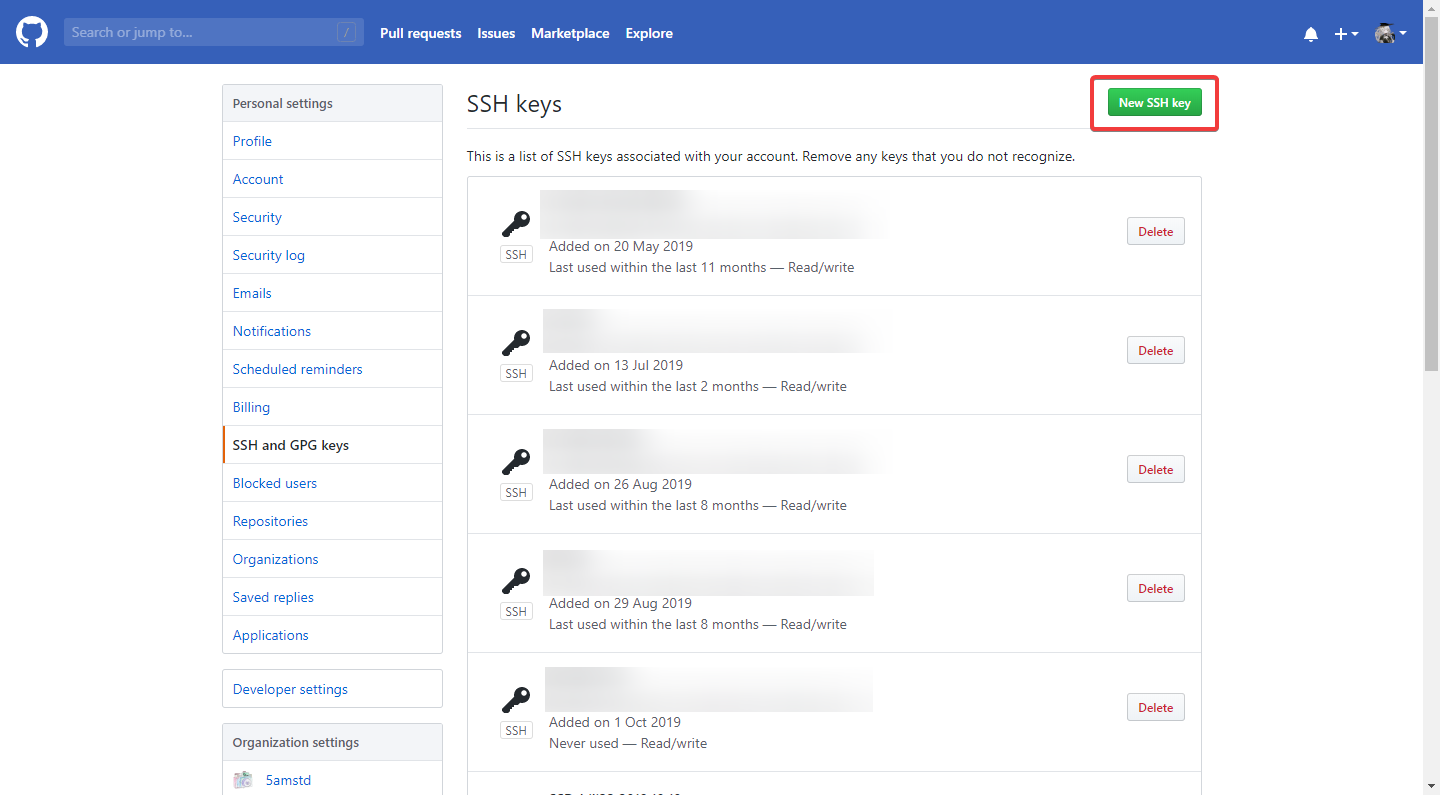 Search or jump to...
/
Pull requests
Issues
Marketplace
Explore
Personal settings
Profile
Account
Security
Security log
Emails
Notifications
Scheduled reminders
Billing
SSH and GPG keys
Blocked users
Repositories
Organizations
Saved replies
Applications
Developer settings
Organization settings
5amstd
SSH keys
New SSH key
This is a list of SSH keys associated with your account. Remove any keys that you do not recognize.
SSH
Added on 20 May 2019
Last used within the last 11 months — Read/write
Delete
SSH
Added on 13 Jul 2019
Last used within the last 2 months — Read/write
Delete
SSH
Added on 26 Aug 2019
Last used within the last 8 months — Read/write
Delete
SSH
Added on 29 Aug 2019
Last used within the last 8 months — Read/write
Delete
SSH
Added on 1 Oct 2019
Never used — Read/write
Delete